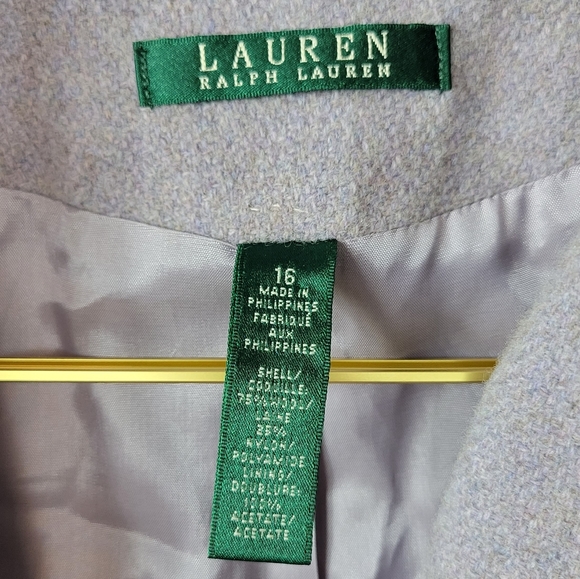 LAUREN
RALPH LAUREN
16
MADE IN
PHILIPPINES
FABRIQUÉ
AUX
PHILIPPINES
SHELL/
COQUILLE:
75% WOOL/
LAINE
25%
NYLON/
POLYAMIDE
LINING/
DOUBLURE:
100%
ACETATE/
ACETATE